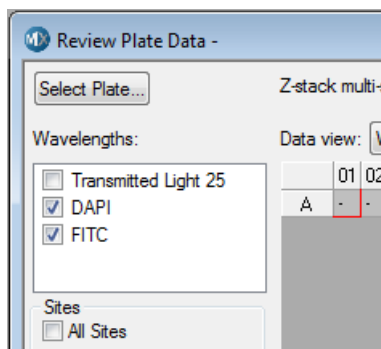 MX Review Plate Data -
Select Plate... Z-stack multi-
Wavelengths: Data view:
Transmitted Light 25
DAPI
FITC
01
A - -
Sites
All Sites